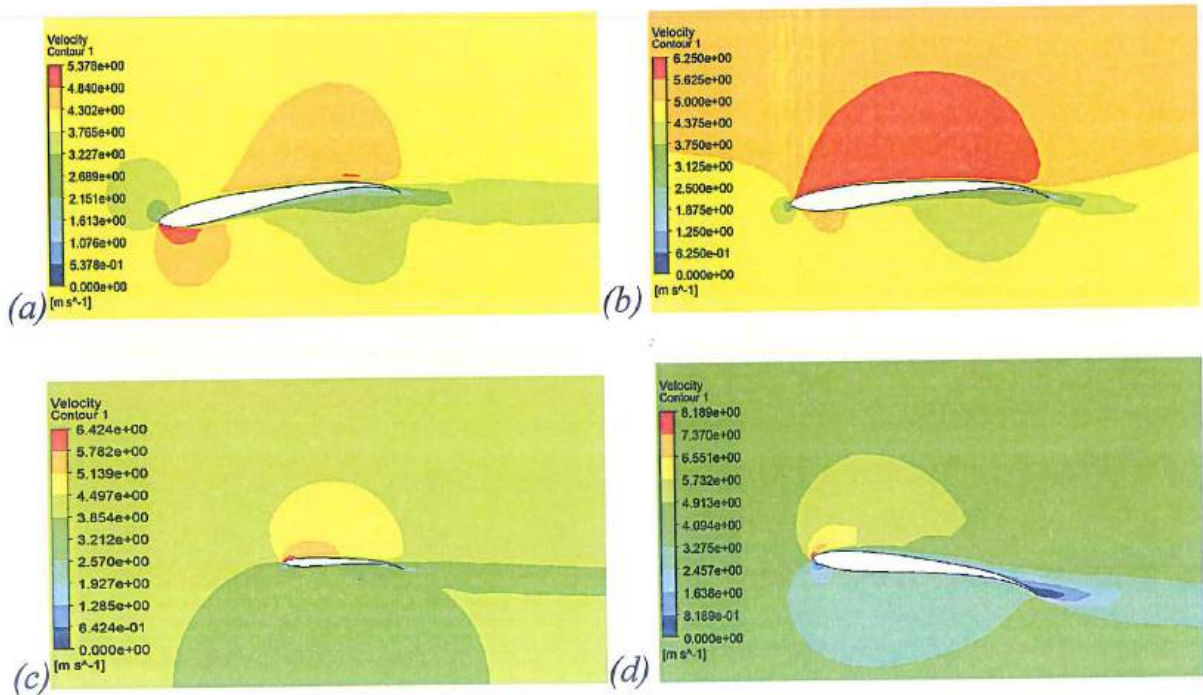 Velocity
Contour 1
5.378e+00
4.840e+00
4.302e+00
3.765e+00
3.227e+00
2.689e+00
2.151e+00
1.613e+00
1.076e+00
5.378e-01
0.000e+00
[m s^-1]
(a)
Velocity
Contour 1
6.250e+00
5.625e+00
5.000e+00
4.375e+00
3.750e+00
3.125e+00
2.500e+00
1.875e+00
1.250e+00
6.250e-01
0.000e+00
[m s^-1]
(b)
Velocity
Contour 1
6.424e+00
5.782e+00
5.139e+00
4.497e+00
3.854e+00
3.212e+00
2.570e+00
1.927e+00
1.285e+00
6.424e-01
0.000e+00
[m s^-1]
(c)
Velocity
Contour 1
8.189e+00
7.370e+00
6.551e+00
5.732e+00
4.913e+00
4.094e+00
3.275e+00
2.457e+00
1.638e+00
8.189e-01
0.000e+00
[m s^-1]
(d)